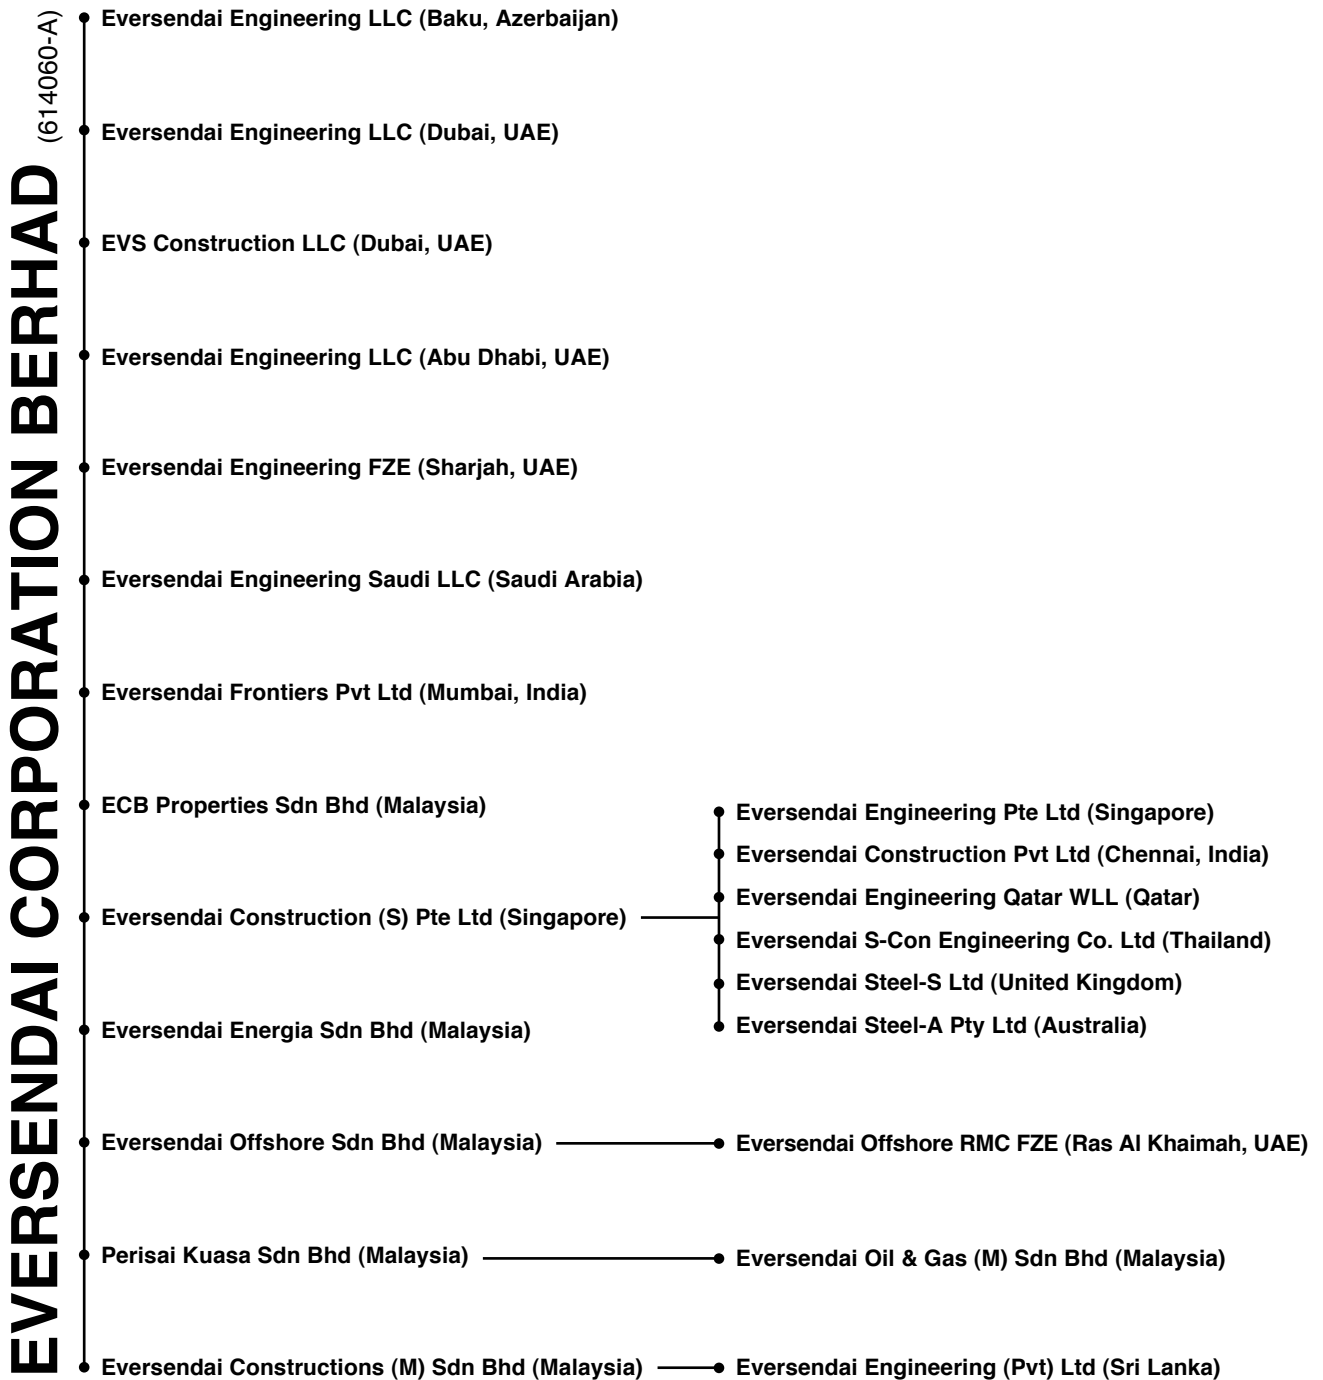 EVERSENDAI CORPORATION BERHAD (614060-A)
Eversendai Engineering LLC (Baku, Azerbaijan)
Eversendai Engineering LLC (Dubai, UAE)
EVS Construction LLC (Dubai, UAE)
Eversendai Engineering LLC (Abu Dhabi, UAE)
Eversendai Engineering FZE (Sharjah, UAE)
Eversendai Engineering Saudi LLC (Saudi Arabia)
Eversendai Frontiers Pvt Ltd (Mumbai, India)
ECB Properties Sdn Bhd (Malaysia)
Eversendai Construction (S) Pte Ltd (Singapore)
Eversendai Engineering Pte Ltd (Singapore)
Eversendai Construction Pvt Ltd (Chennai, India)
Eversendai Engineering Qatar WLL (Qatar)
Eversendai S-Con Engineering Co. Ltd (Thailand)
Eversendai Steel-S Ltd (United Kingdom)
Eversendai Steel-A Pty Ltd (Australia)
Eversendai Energia Sdn Bhd (Malaysia)
Eversendai Offshore Sdn Bhd (Malaysia)
Eversendai Offshore RMC FZE (Ras Al Khaimah, UAE)
Perisai Kuasa Sdn Bhd (Malaysia)
Eversendai Oil & Gas (M) Sdn Bhd (Malaysia)
Eversendai Constructions (M) Sdn Bhd (Malaysia)
Eversendai Engineering (Pvt) Ltd (Sri Lanka)